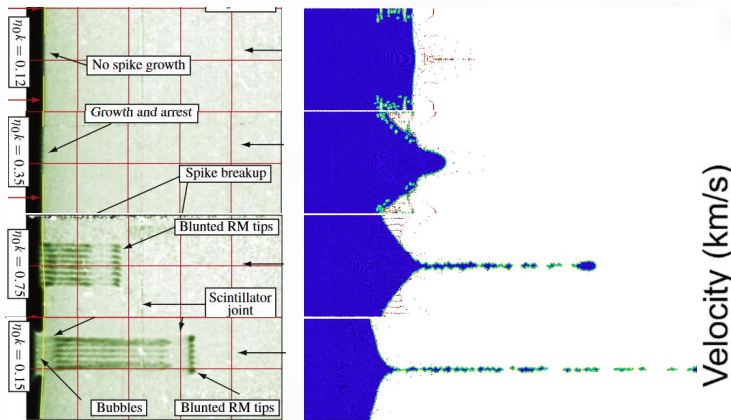 η₀k = 0.12
No spike growth
η₀k = 0.35
Growth and arrest
Spike breakup
η₀k = 0.75
Blunted RM tips
Scintillator
joint
η₀k = 0.15
Bubbles
Blunted RM tips
Velocity (km/s)